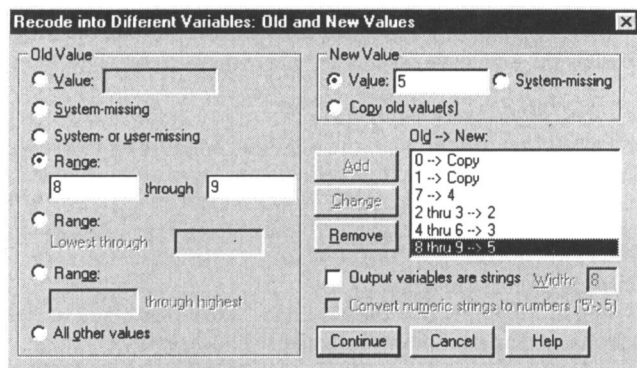 Recode into Different Variables: Old and New Values
Old Value
Value:
System-missing
System- or user-missing
Range:
8 through 9
Range:
Lowest through
Range:
through highest
All other values
New Value
Value: 5 System-missing
Copy old value(s)
Old --> New:
Add
Change
Remove
0 --> Copy
1 --> Copy
7 --> 4
2 thru 3 --> 2
4 thru 6 --> 3
8 thru 9 --> 5
Output variables are strings Width: 8
Convert numeric strings to numbers ('5'->5)
Continue Cancel Help